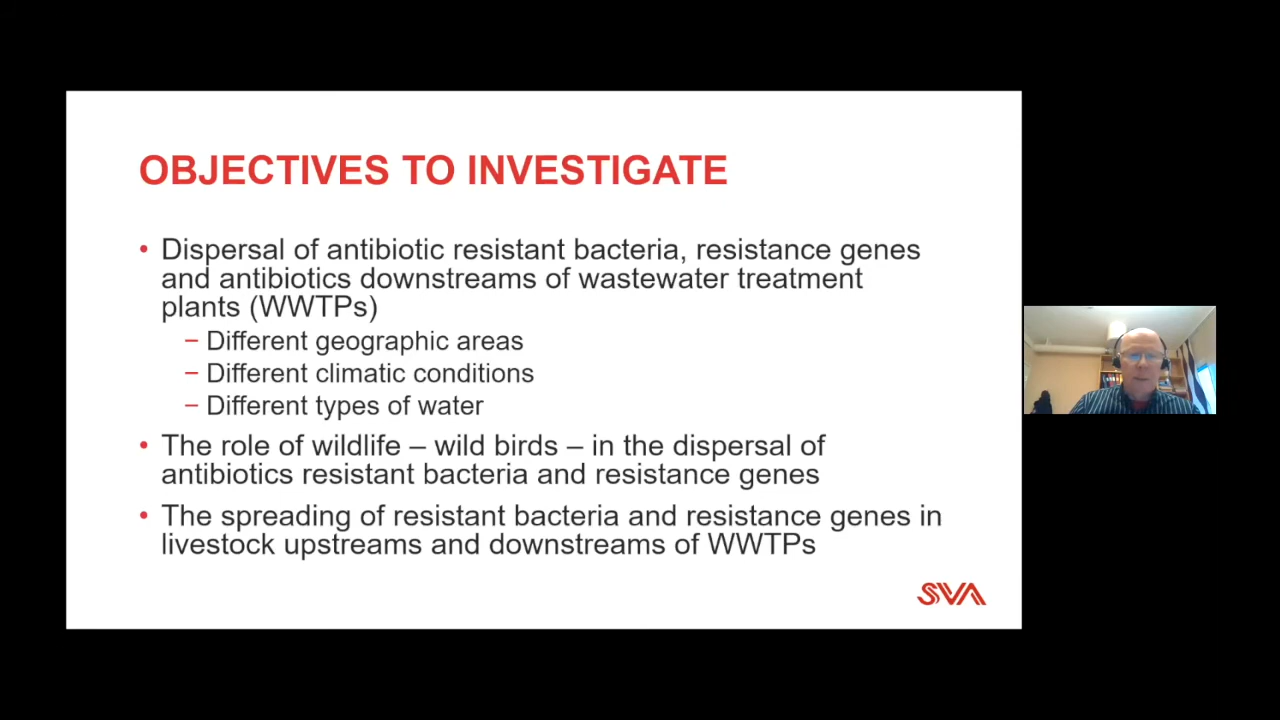 OBJECTIVES TO INVESTIGATE
• Dispersal of antibiotic resistant bacteria, resistance genes
and antibiotics downstreams of wastewater treatment
plants (WWTPs)
– Different geographic areas
– Different climatic conditions
– Different types of water
• The role of wildlife – wild birds – in the dispersal of
antibiotics resistant bacteria and resistance genes
• The spreading of resistant bacteria and resistance genes in
livestock upstreams and downstreams of WWTPs
SVA